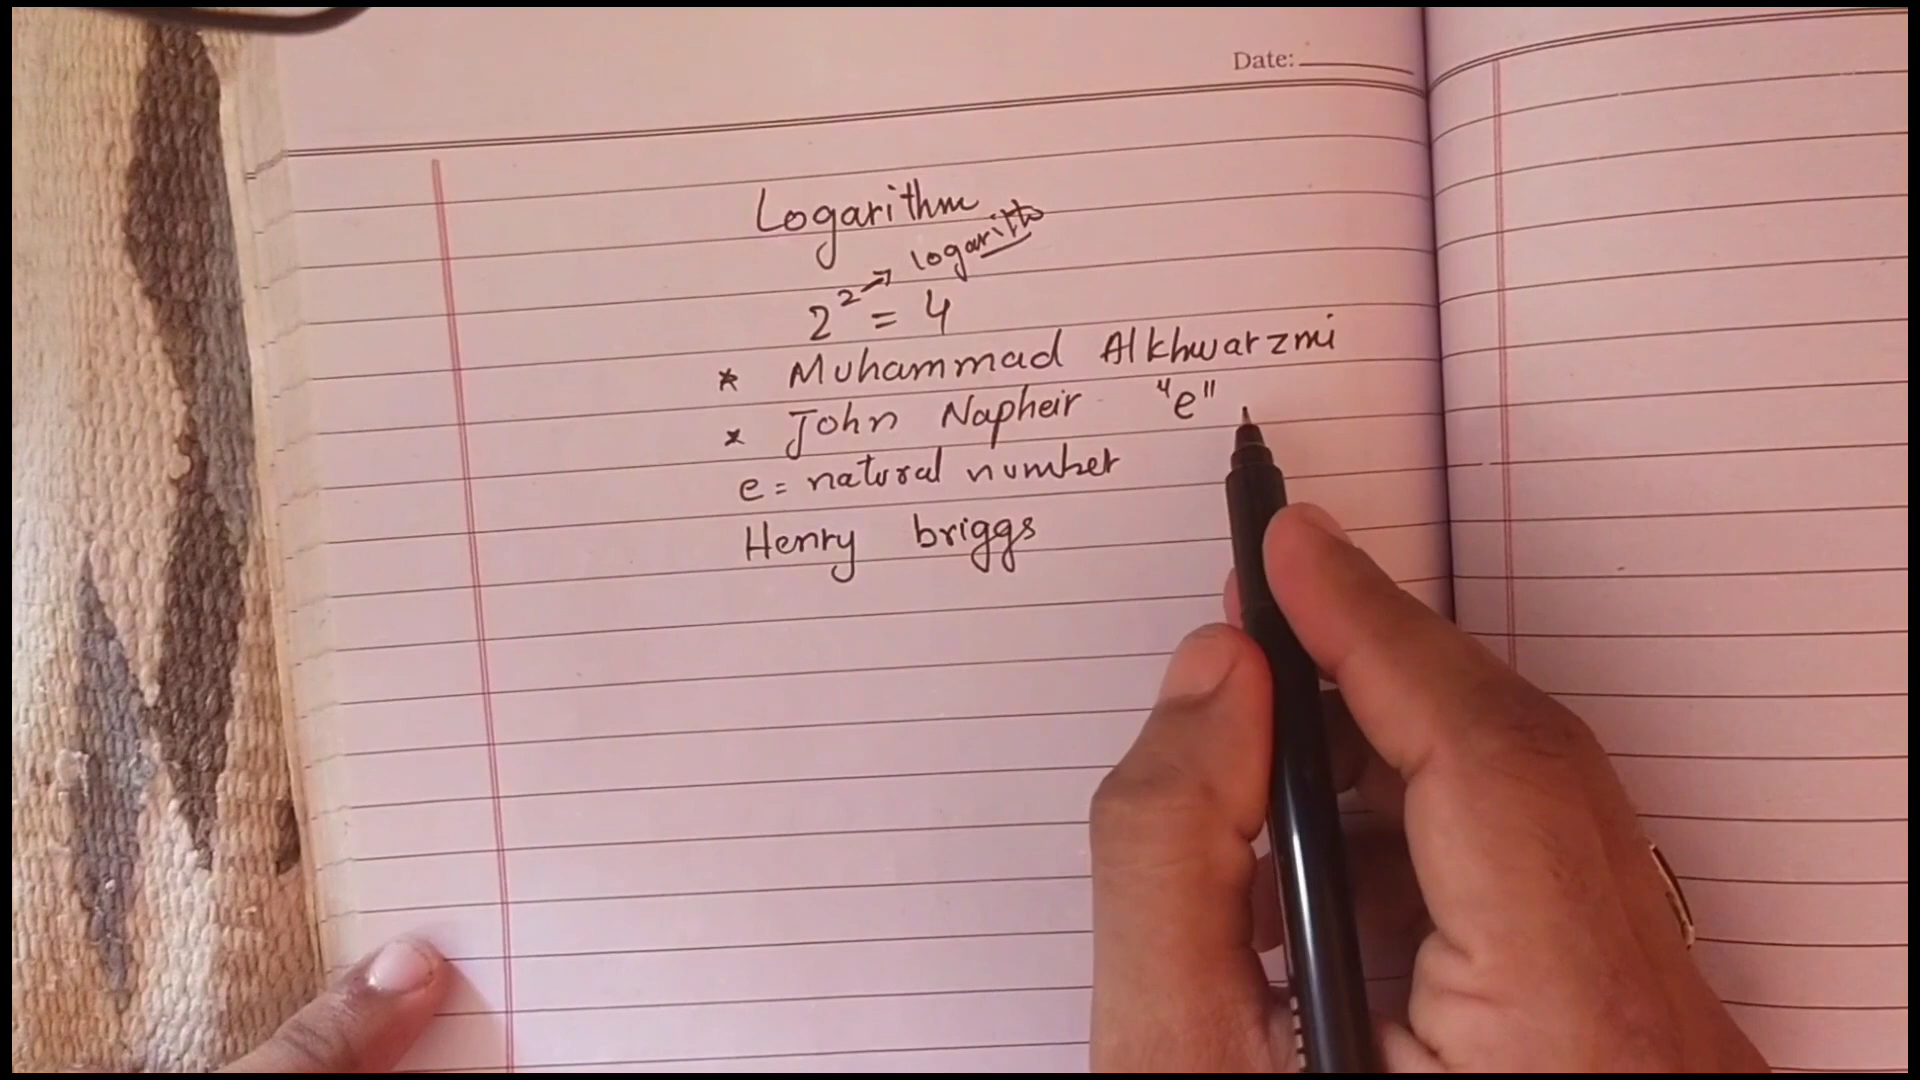 Date:
Logarithm
logarithm
2² = 4
* Muhammad Alkhwarzmi
* John Napheir "e"
e = natural number
Henry briggs